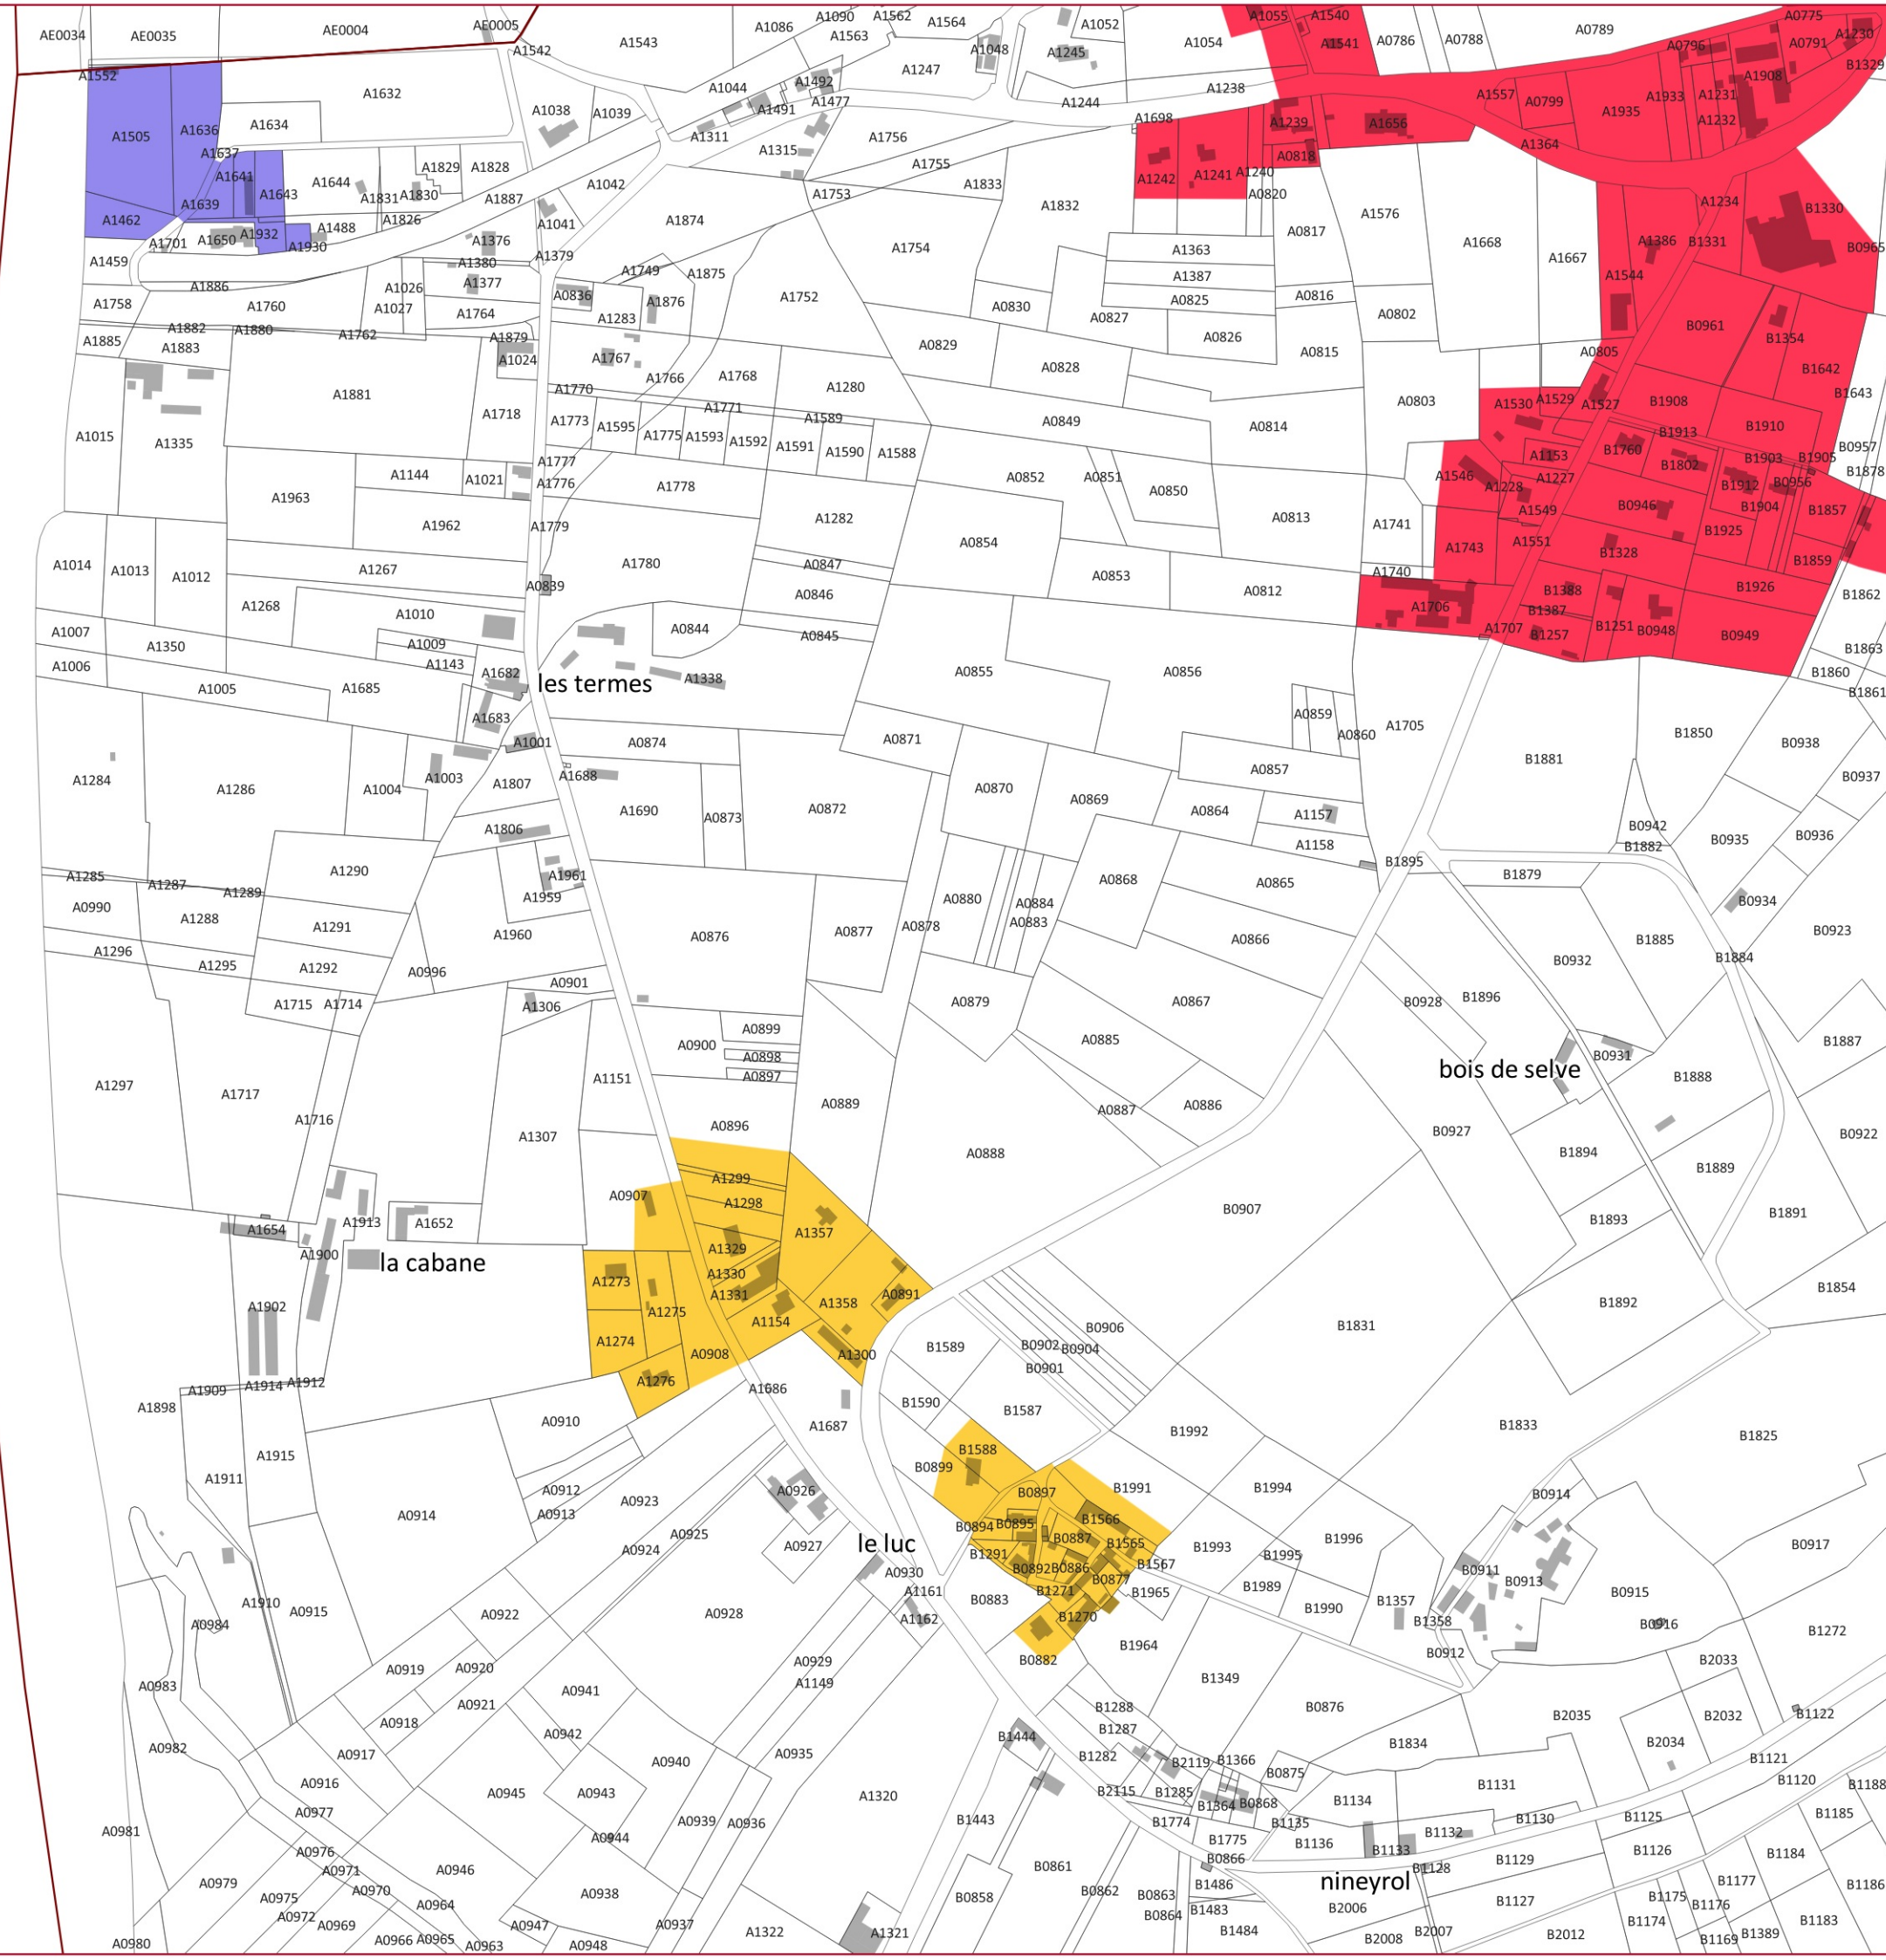 AE0034
AE0035
AE0004
AE0005
A1542
A1543
A1086
A1090
A1562
A1564
A1563
A1048
A1052
A1245
A1054
A1055
A1540
A1541
A0786
A0788
A0789
A0775
A0796
A0791
A1230
B1329
A1552
A1632
A1044
A1492
A1247
A1238
A1908
A1505
A1636
A1634
A1038
A1039
A1491
A1477
A1244
A1698
A1239
A1656
A1557
A0799
A1935
A1933
A1231
A1232
A1311
A1315
A1756
A1364
A1637
A1641
A1643
A1644
A1829
A1828
A1831
A1830
A1887
A1042
A1755
A1753
A1833
A1242
A1241
A1240
A0818
A0820
A1462
A1639
A1650
A1932
A1930
A1488
A1826
A1041
A1874
A1832
A1576
A1234
B1330
A1701
A1376
A1379
A1754
A1363
A0817
A1668
A1667
A1386
B1331
B0965
A1459
A1380
A1377
A1749
A1875
A1387
A1544
A1758
A1886
A1026
A1027
A0836
A1876
A1752
A0830
A0825
A0816
A1760
A1764
A1283
A0827
A0826
A0802
B0961
B1354
A1885
A1882
A1880
A1883
A1762
A1879
A1024
A1767
A0829
A0815
A0805
B1642
A1766
A1768
A0828
A1881
A1770
A1280
B1643
A1718
A1771
A1589
A0803
A1530
A1529
A1527
B1908
A1015
A1335
A1773
A1595
A1775
A1593
A1592
A1591
A1590
A1588
A0849
A0814
B1913
B1910
B1760
B0957
A1777
A1776
A1153
B1802
B1903
B1905
B1878
A1963
A1144
A1021
A1778
A0852
A0851
A0850
A1546
A1228
A1227
B1912
B0956
A1962
A1779
A1282
A0813
A1741
A1549
B0946
B1904
B1857
A0854
A1743
A1551
B1925
B1328
A1014
A1013
A1012
A1267
A0839
A1780
A0847
A0853
A1740
B1859
A1268
A1010
A0846
A0812
A1706
B1388
B1387
B1926
B1862
A1007
A1350
A1009
A0844
A0845
A1707
B1257
B1251
B0948
B0949
B1863
A1006
A1143
A1682
A1338
les termes
A0855
A0856
B1860
B1861
A1005
A1685
A1683
A0859
A0860
A1705
A1001
A0874
A0871
B1850
B0938
A1284
A1286
A1004
A1003
A1807
A1688
A0857
B1881
B0937
A1690
A0873
A0872
A0870
A0869
A0864
A1157
A1806
A1158
B0942
B1882
B0935
B0936
A1285
A1287
A1289
A1290
A1961
A1959
A0868
A0865
B1895
B1879
A0990
A1288
A1291
A0880
A0884
A0883
B0934
A1296
A1295
A1292
A1960
A0876
A0877
A0878
A0866
B1885
B0923
B1884
A0996
A0901
B0932
A1715
A1714
A1306
A0879
A0867
B0928
B1896
A0900
A0899
A0898
A0897
A0885
bois de selve
B0931
B1887
A1297
A1717
A1716
A1151
A0889
A0887
A0886
B1888
A1307
A0896
A0888
B0927
B1894
B0922
A0907
A1299
A1298
B1889
A1654
A1913
A1652
A1357
B0907
B1893
B1891
A1900
la cabane
A1329
A1330
A1331
A1273
A1275
A1358
A0891
B1892
B1854
A1902
A1154
A1274
A0908
A1300
B1589
B0902
B0904
B0906
B0901
B1831
A1276
A1898
A1909
A1914
A1912
A1686
A0910
A1687
B1590
B1587
B1992
B1833
B1825
A1915
B1588
A1911
A0912
A0913
A0914
A0923
A0926
B0899
B0897
B1991
B1994
B0914
A0925
A0924
A0927
le luc
B0894
B0895
B1566
B0887
B1565
B1567
B1291
B1993
B1996
B1995
B0917
A0930
B0892
B0886
B0877
B0911
B0913
A1910
A0915
A0922
A0928
A1161
A1162
B0883
B1271
B1965
B1989
B1990
B1357
B0915
A0984
B1270
B1358
B0916
B1272
B1964
B0912
A0919
A0920
A0929
A1149
B0882
B1349
B2033
A0983
A0921
A0941
A0918
A0942
B1288
B1287
B0876
B2035
B2032
B1122
A0982
A0917
A0940
A0935
B1444
B1282
B2119
B1366
B1834
B2034
B1121
A0916
A0945
A0943
A1320
B2115
B1285
B0875
B1131
B1120
B1188
A0977
A0939
A0936
B1443
B1364
B0868
B1134
B1130
B1125
B1185
A0981
A0944
B1774
B1135
B1132
A0976
B1775
B1136
B1133
B1126
B1184
A0971
A0946
B0866
B1128
B1129
A0979
A0970
A0938
B0858
B0861
B0862
B1486
nineyrol
B1127
B1175
B1177
B1186
A0975
A0972
A0964
B0863
B0864
B1483
B2006
B1176
A0969
A0947
A0937
A1322
A1321
B1484
B2007
B2012
B1174
B1389
B1183
A0980
A0966
A0965
A0963
A0948
B2008
B1169